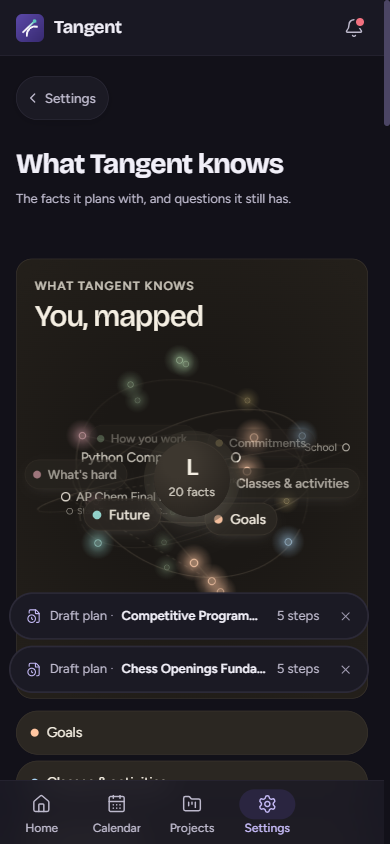 Tangent
Settings
What Tangent knows
The facts it plans with, and questions it still has.
WHAT TANGENT KNOWS
You, mapped
How you work
Commitments
School
Python Comp
L
20 facts
What's hard
Classes & activities
AP Chem Final
Future
Goals
Draft plan · Competitive Program... 5 steps
Draft plan · Chess Openings Funda... 5 steps
Goals
Classes & activities
Home
Calendar
Projects
Settings